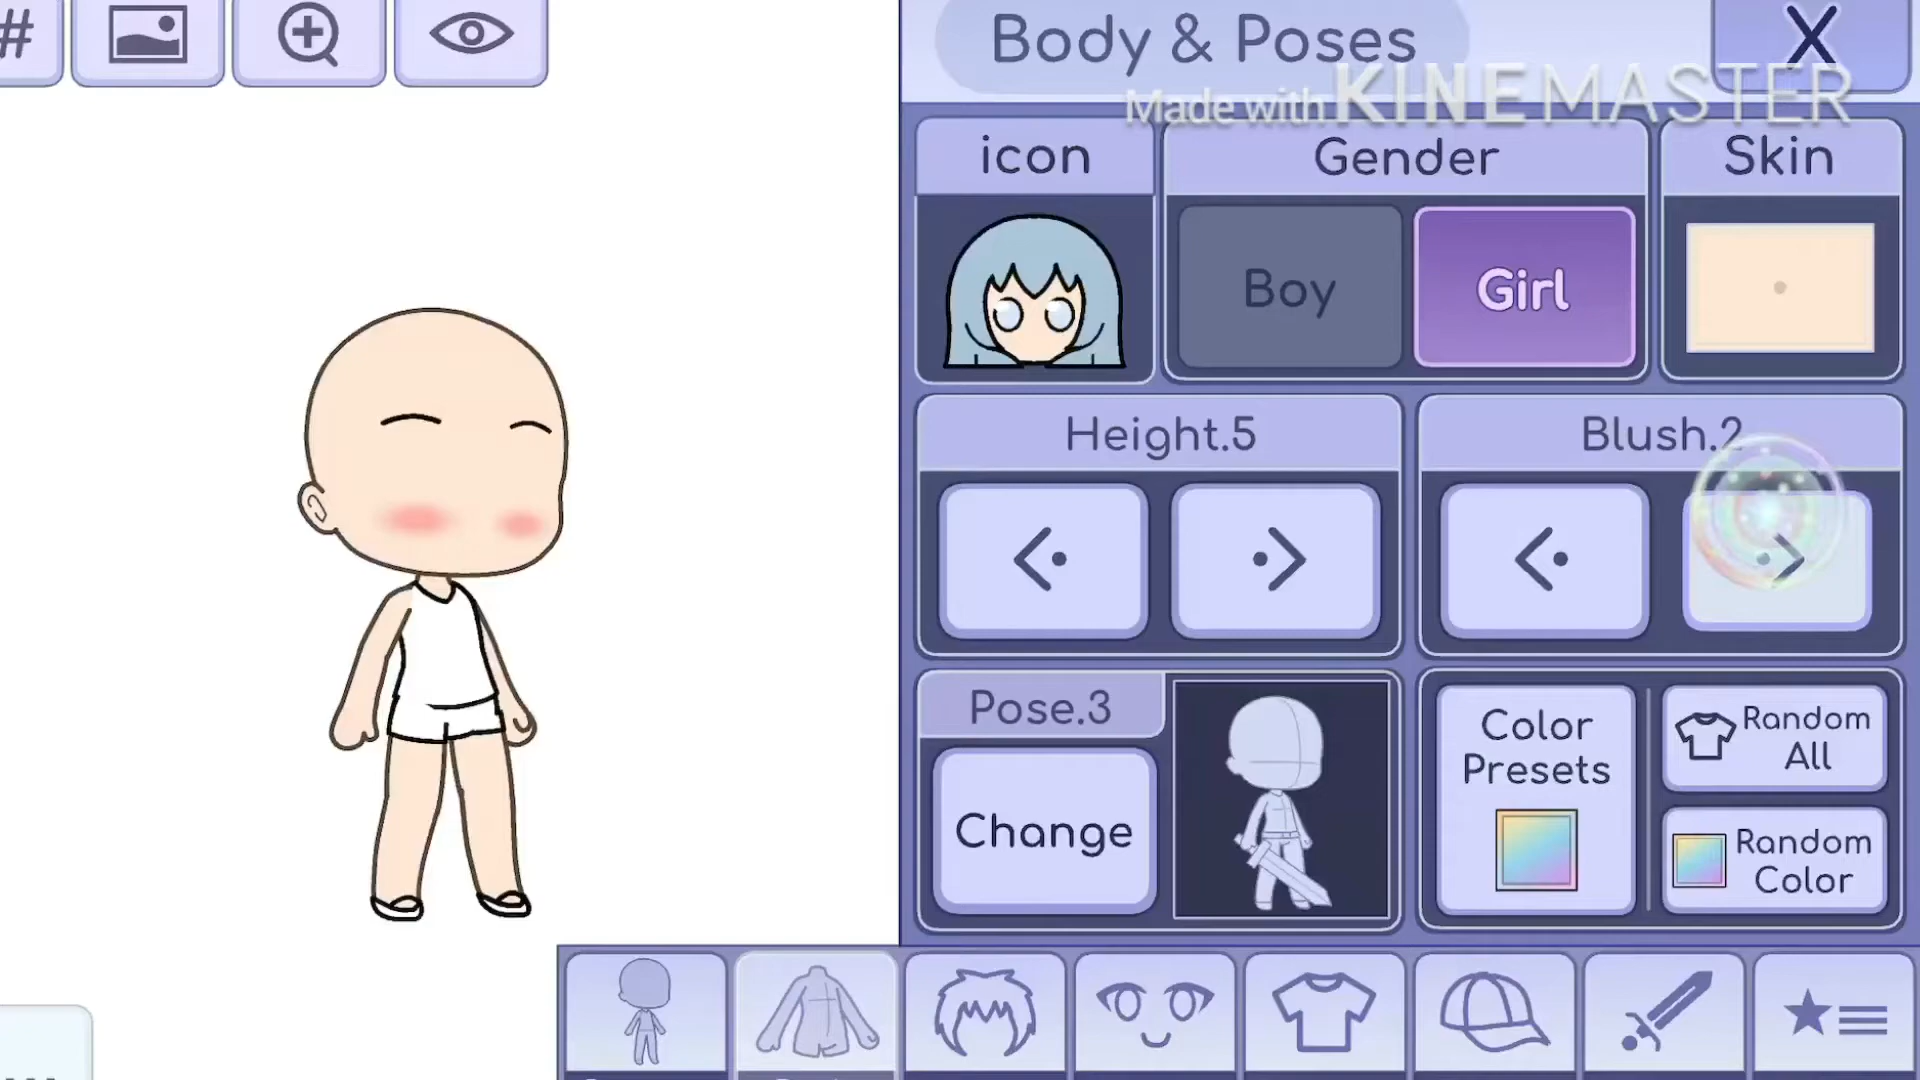 #
Body & Poses
X
Made with KINEMASTER
icon
Gender
Skin
Boy
Girl
Height.5
Blush.2
Pose.3
Change
Color
Presets
Random
All
Random
Color